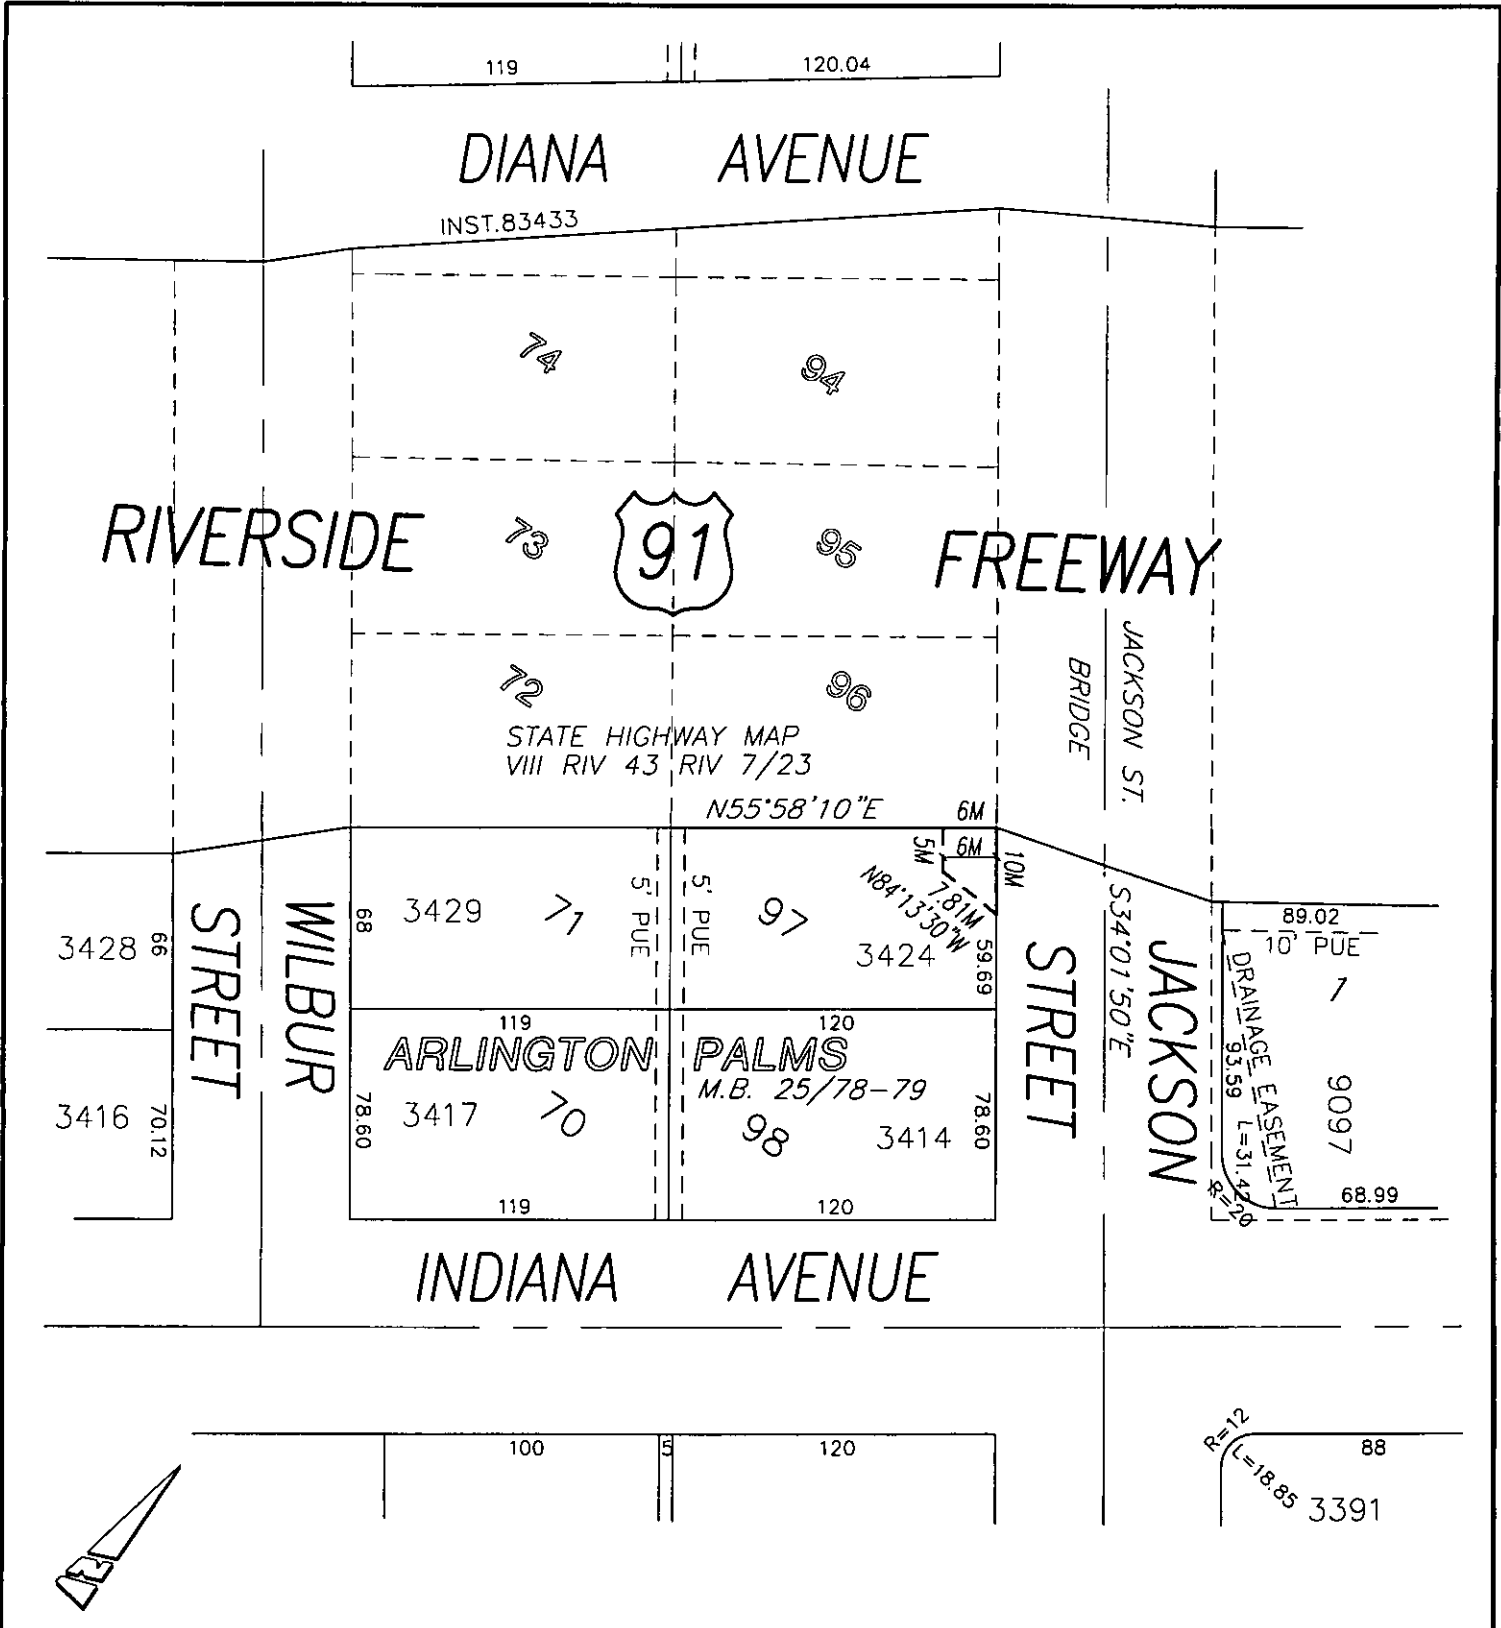 119
120.04
DIANA AVENUE
INST.83433
74
94
RIVERSIDE
73
91
95
FREEWAY
72
96
JACKSON ST.
BRIDGE
STATE HIGHWAY MAP
VIII RIV 43 RIV 7/23
N55°58'10"E
6M
5M
6M
10M
7.81M
N84°13'30"W
3428
66
STREET
WILBUR
68
3429
71
5' PUE
5' PUE
97
3424
59.69
STREET
S34°01'50"E
JACKSON
89.02
10' PUE
1
DRAINAGE EASEMENT
93.59
L=31.42
R=20
9097
68.99
119
120
ARLINGTON PALMS
M.B. 25/78-79
3416
70.12
78.60
3417
70
98
3414
78.60
119
120
INDIANA AVENUE
100
5
120
R=12
L=18.85
88
3391
N